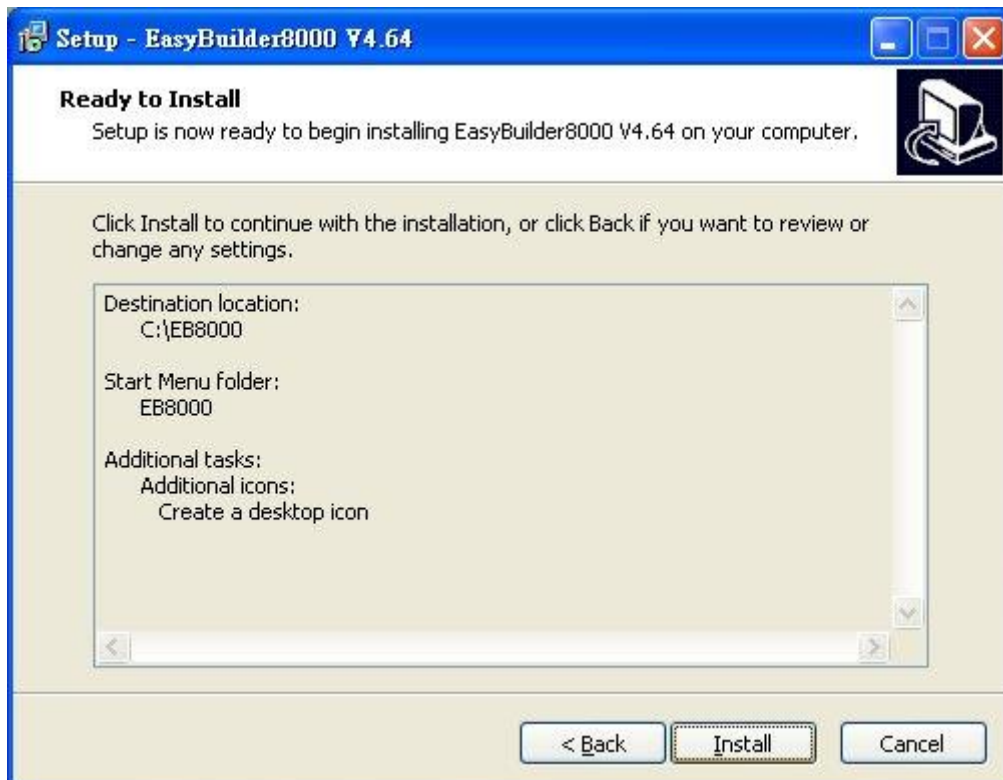 Setup - EasyBuilder8000 V4.64
Ready to Install
Setup is now ready to begin installing EasyBuilder8000 V4.64 on your computer.
Click Install to continue with the installation, or click Back if you want to review or
change any settings.
Destination location:
C:\EB8000
Start Menu folder:
EB8000
Additional tasks:
Additional icons:
Create a desktop icon
< Back
Install
Cancel